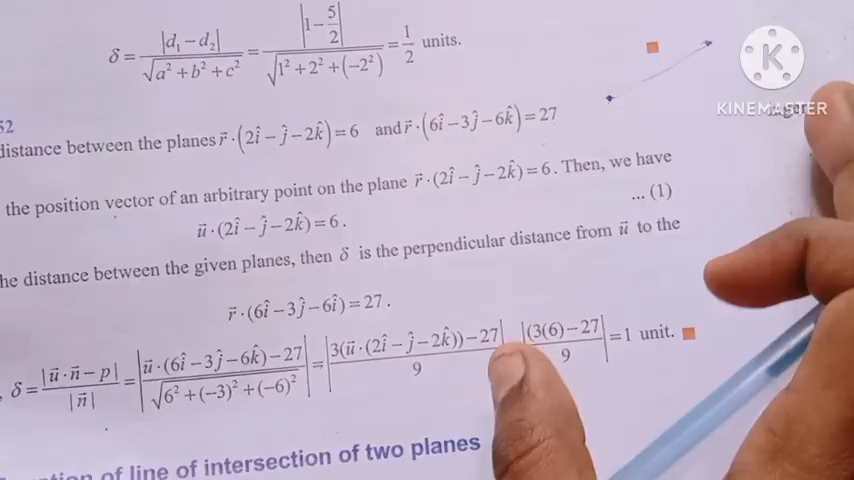 δ = |d₁ − d₂| / √(a² + b² + c²) = |1 − 5/2| / √(1² + 2² + (−2²)) = 1/2 units.
K
KINEMASTER
52
distance between the planes r⃗ · (2î − ĵ − 2k̂) = 6 and r⃗ · (6î − 3ĵ − 6k̂) = 27
the position vector of an arbitrary point on the plane r⃗ · (2î − ĵ − 2k̂) = 6. Then, we have
u⃗ · (2î − ĵ − 2k̂) = 6. ... (1)
he distance between the given planes, then δ is the perpendicular distance from u⃗ to the
r⃗ · (6î − 3ĵ − 6î) = 27.
, δ = |u⃗ · n⃗ − p| / |n⃗| = |u⃗ · (6î − 3ĵ − 6k̂) − 27 / √(6² + (−3)² + (−6)²)| = |3(u⃗ · (2î − ĵ − 2k̂)) − 27 / 9| |(3(6) − 27 / 9| = 1 unit.
tion of line of intersection of two planes